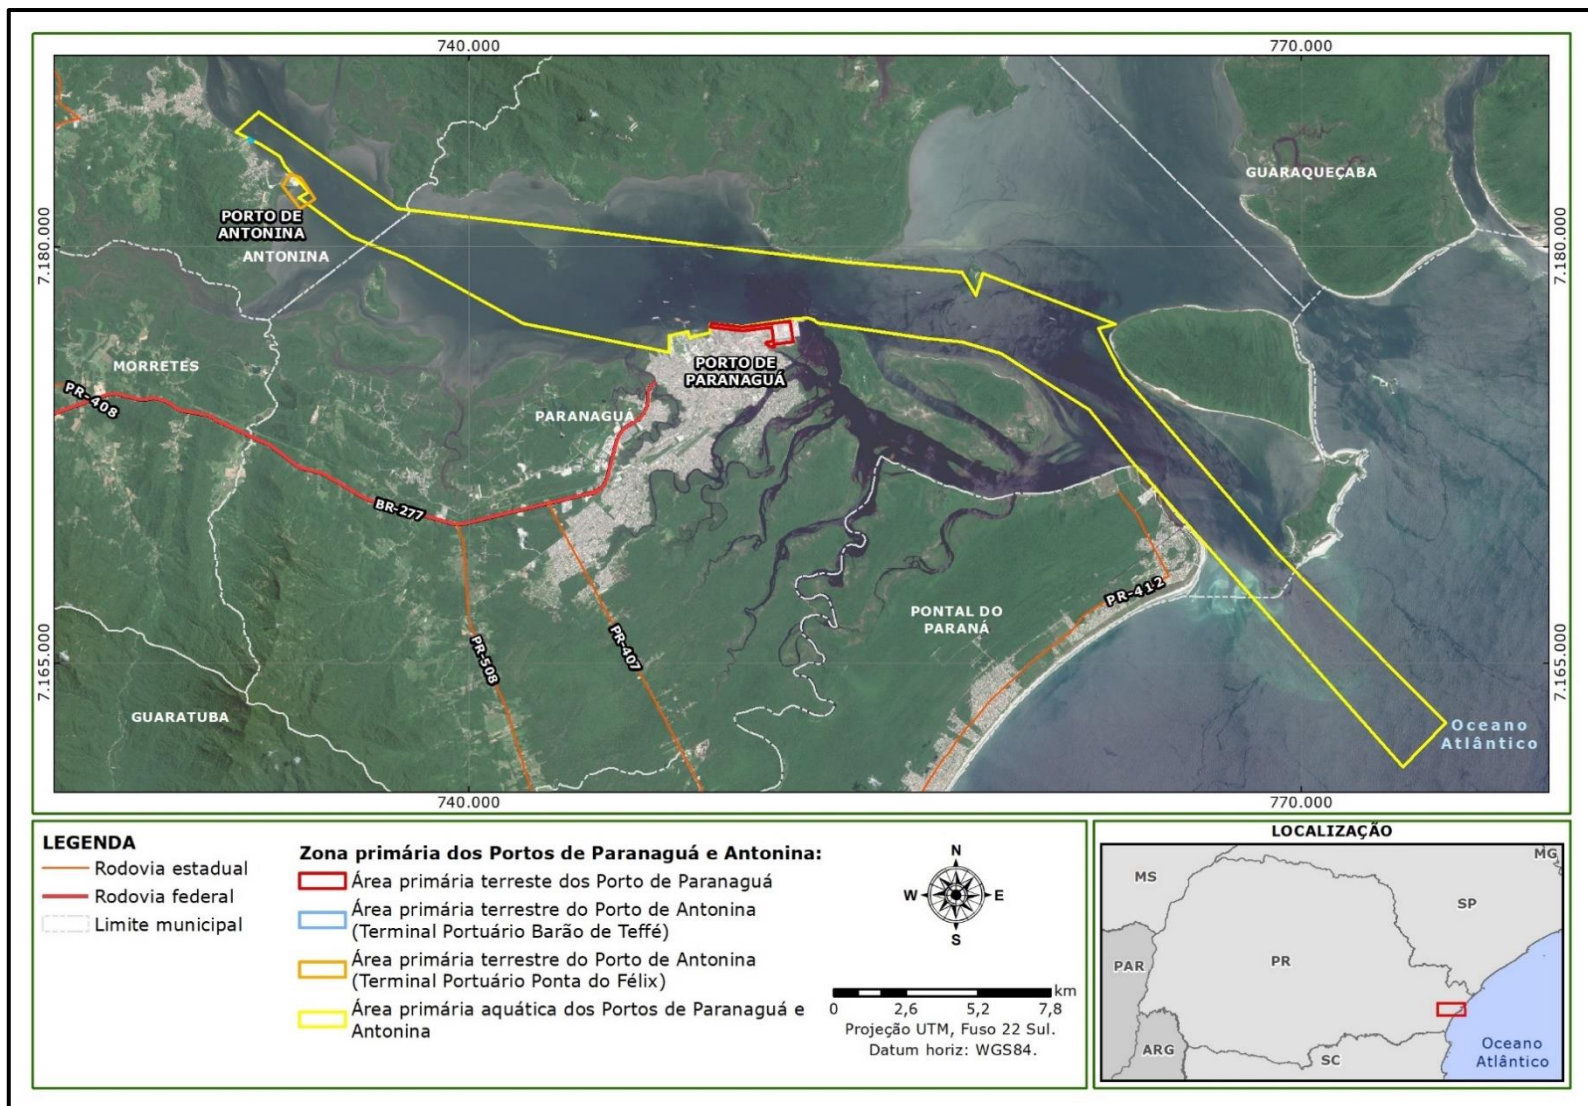 740.000
770.000
GUARAQUEÇABA
PORTO DE
ANTONINA
ANTONINA
7.180.000
7.180.000
MORRETES
PR-408
PORTO DE
PARANAGUÁ
PARANAGUÁ
BR-277
PR-412
PONTAL DO
PARANÁ
PR-508
PR-407
7.165.000
7.165.000
GUARATUBA
Oceano
Atlântico
740.000
770.000
LEGENDA
Rodovia estadual
Rodovia federal
Limite municipal
Zona primária dos Portos de Paranaguá e Antonina:
Área primária terreste dos Porto de Paranaguá
Área primária terrestre do Porto de Antonina
(Terminal Portuário Barão de Teffé)
Área primária terrestre do Porto de Antonina
(Terminal Portuário Ponta do Félix)
Área primária aquática dos Portos de Paranaguá e
Antonina
N
W E
S
km
0 2,6 5,2 7,8
Projeção UTM, Fuso 22 Sul.
Datum horiz: WGS84.
LOCALIZAÇÃO
MG
MS
SP
PR
PAR
ARG
SC
Oceano
Atlântico